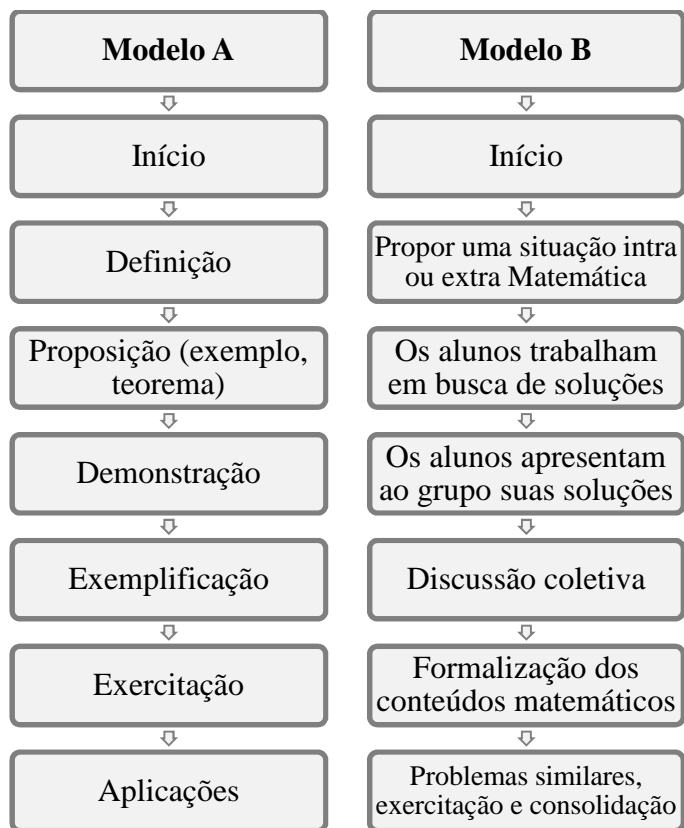 Modelo A
Início
Definição
Proposição (exemplo,
teorema)
Demonstração
Exemplificação
Exercitação
Aplicações
Modelo B
Início
Propor uma situação intra
ou extra Matemática
Os alunos trabalham
em busca de soluções
Os alunos apresentam
ao grupo suas soluções
Discussão coletiva
Formalização dos
conteúdos matemáticos
Problemas similares,
exercitação e consolidação